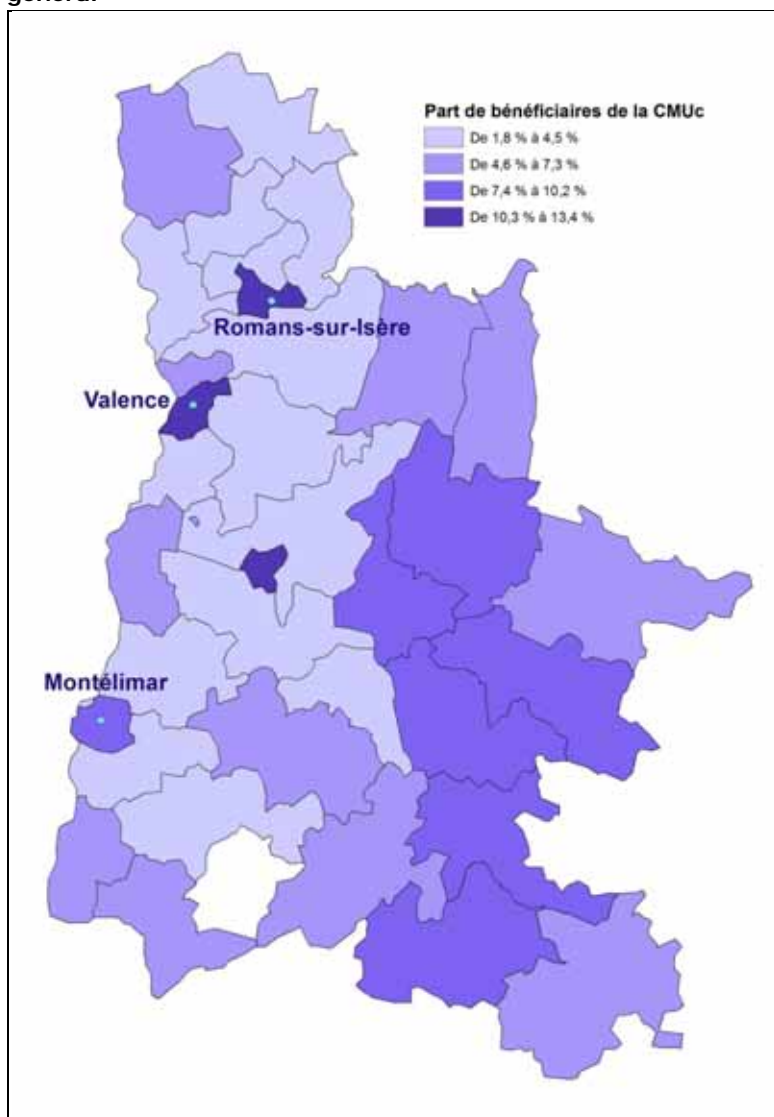 général
Part de bénéficiaires de la CMUc
De 1,8 % à 4,5 %
De 4,6 % à 7,3 %
De 7,4 % à 10,2 %
De 10,3 % à 13,4 %
Romans-sur-Isère
Valence
Montélimar